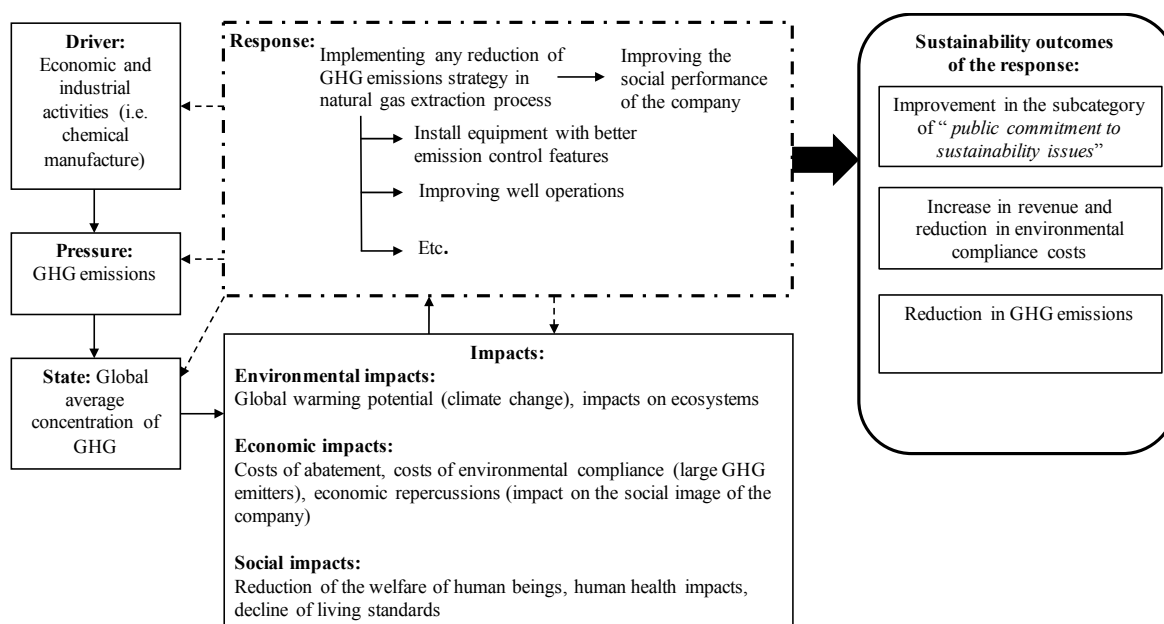 Driver:
Economic and
industrial
activities (i.e.
chemical
manufacture)
Pressure:
GHG emissions
State: Global
average
concentration of
GHG
Response:
Implementing any reduction of
GHG emissions strategy in
natural gas extraction process
Improving the
social performance
of the company
Install equipment with better
emission control features
Improving well operations
Etc.
Impacts:
Environmental impacts:
Global warming potential (climate change), impacts on ecosystems
Economic impacts:
Costs of abatement, costs of environmental compliance (large GHG
emitters), economic repercussions (impact on the social image of the
company)
Social impacts:
Reduction of the welfare of human beings, human health impacts,
decline of living standards
Sustainability outcomes
of the response:
Improvement in the subcategory
of “ public commitment to
sustainability issues”
Increase in revenue and
reduction in environmental
compliance costs
Reduction in GHG emissions